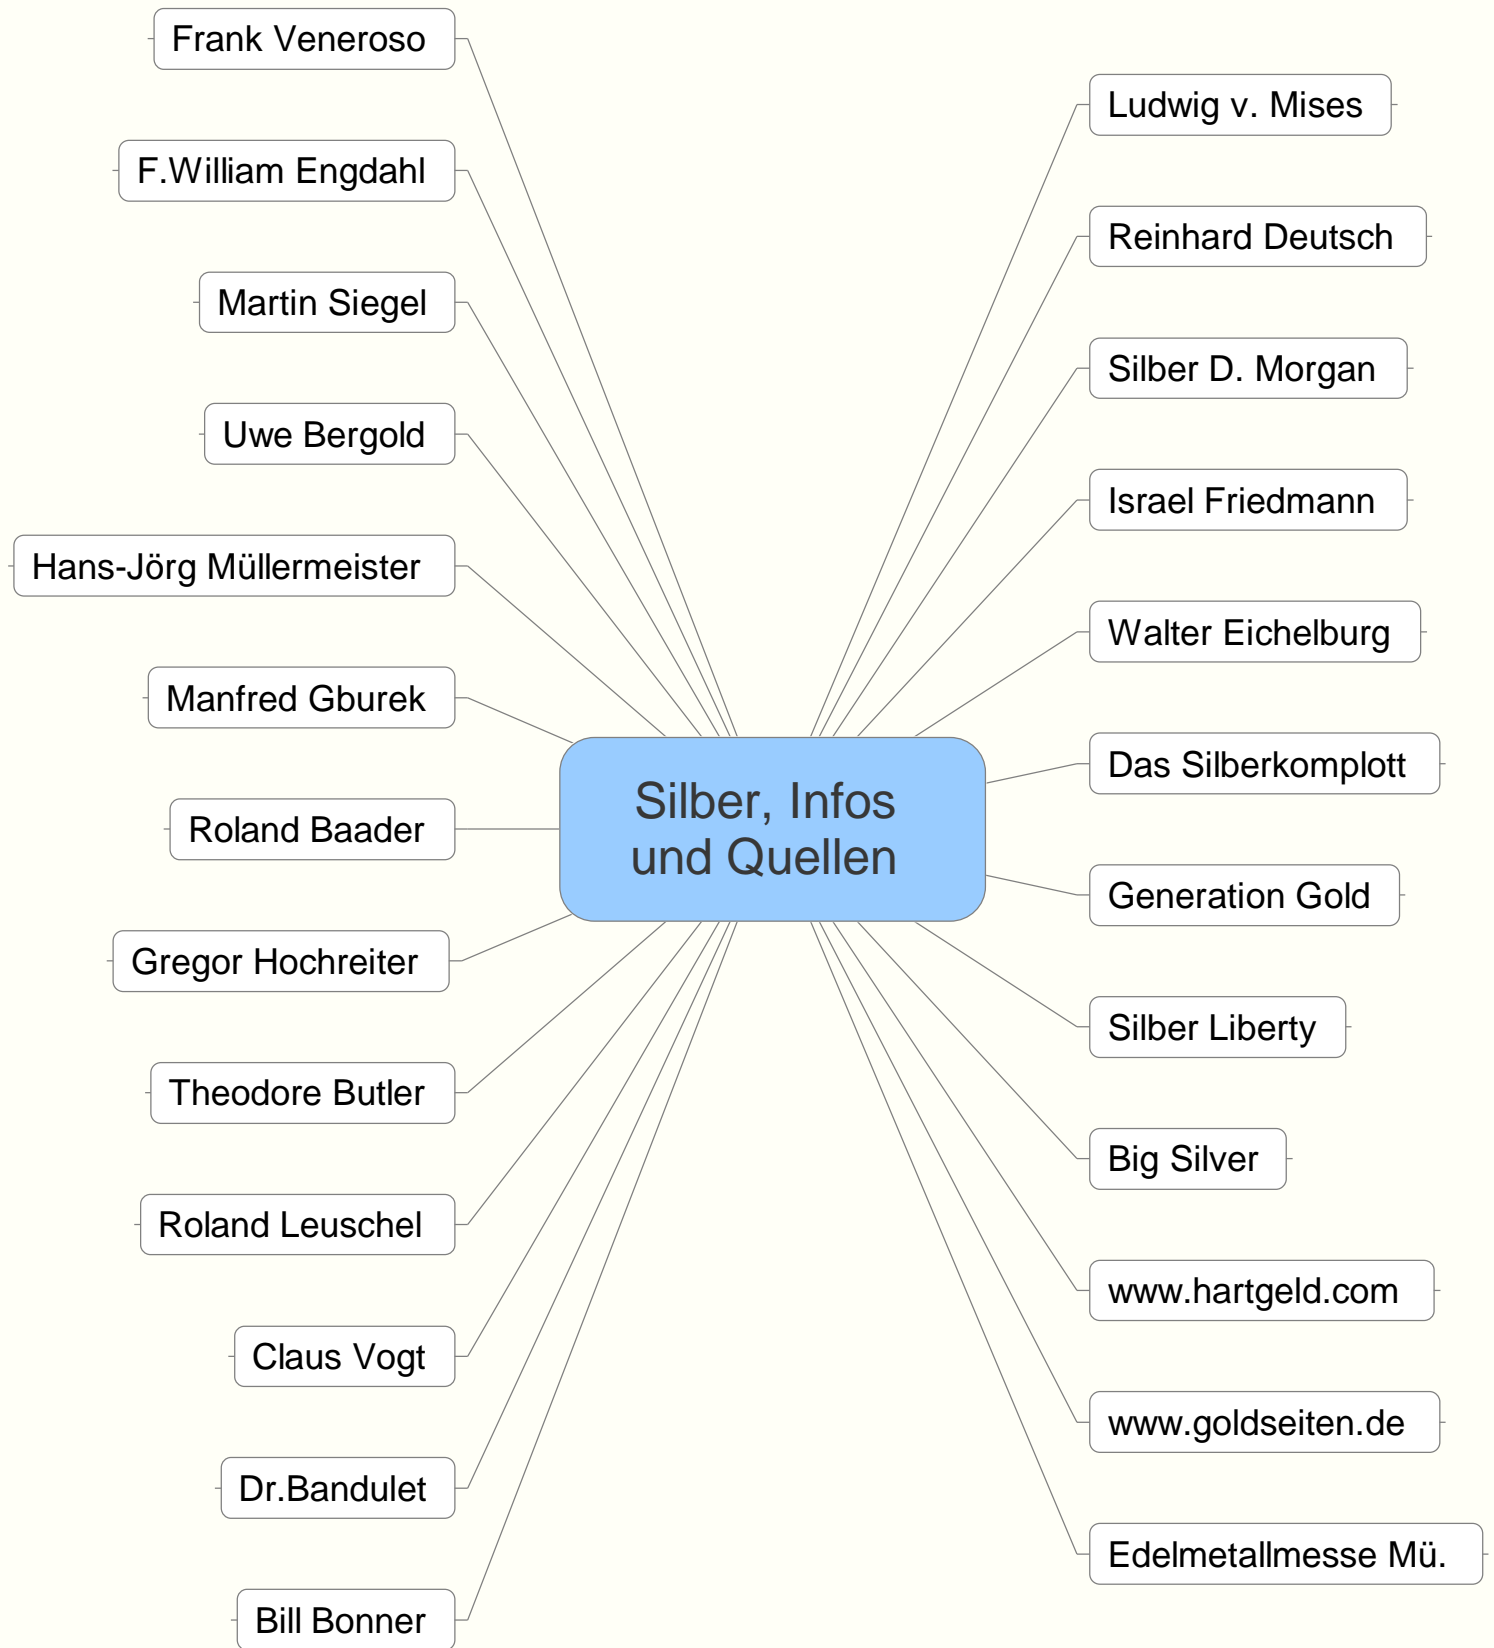 Frank Veneroso
F.William Engdahl
Martin Siegel
Uwe Bergold
Hans-Jörg Müllermeister
Manfred Gburek
Roland Baader
Gregor Hochreiter
Theodore Butler
Roland Leuschel
Claus Vogt
Dr.Bandulet
Bill Bonner
Silber, Infos
und Quellen
Ludwig v. Mises
Reinhard Deutsch
Silber D. Morgan
Israel Friedmann
Walter Eichelburg
Das Silberkomplott
Generation Gold
Silber Liberty
Big Silver
www.hartgeld.com
www.goldseiten.de
Edelmetallmesse Mü.